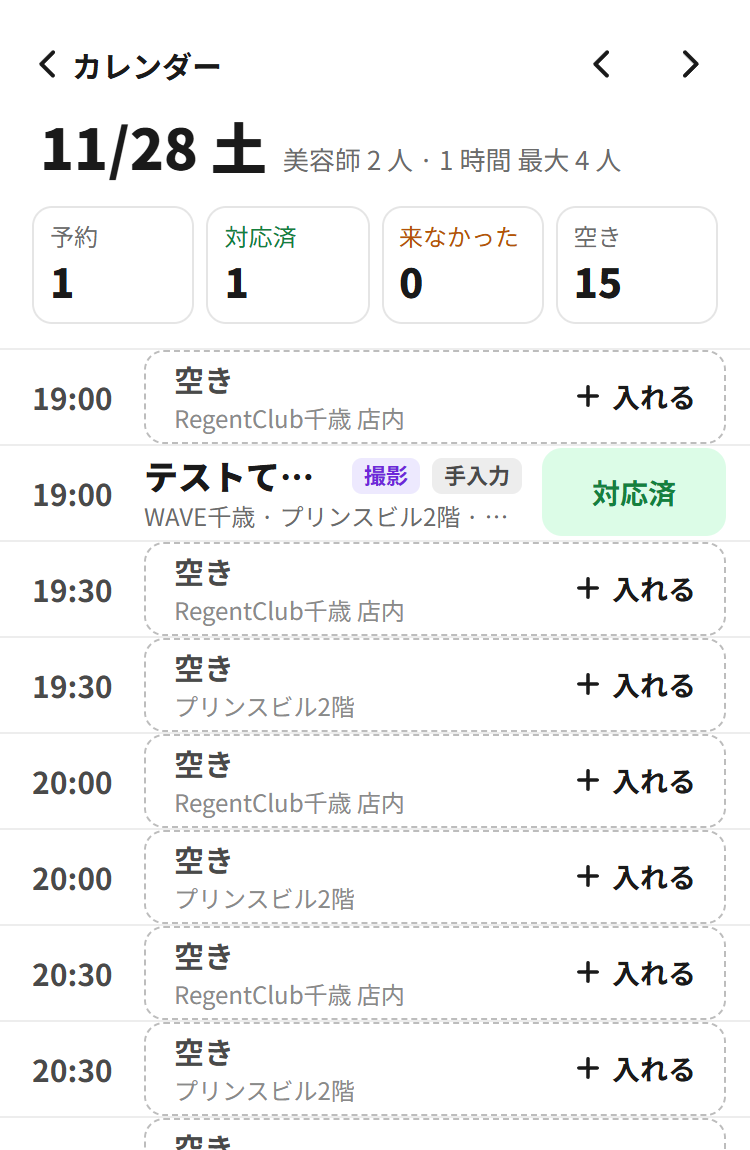 カレンダー
11/28 土 美容師 2 人 · 1 時間 最大 4 人
予約 対応済 来なかった 空き
1 1 0 15
19:00 空き RegentClub千歳 店内 + 入れる
19:00 テストて… 撮影 手入力 対応済
WAVE千歳 · プリンスビル2階 · …
19:30 空き RegentClub千歳 店内 + 入れる
19:30 空き プリンスビル2階 + 入れる
20:00 空き RegentClub千歳 店内 + 入れる
20:00 空き プリンスビル2階 + 入れる
20:30 空き RegentClub千歳 店内 + 入れる
20:30 空き プリンスビル2階 + 入れる
空き